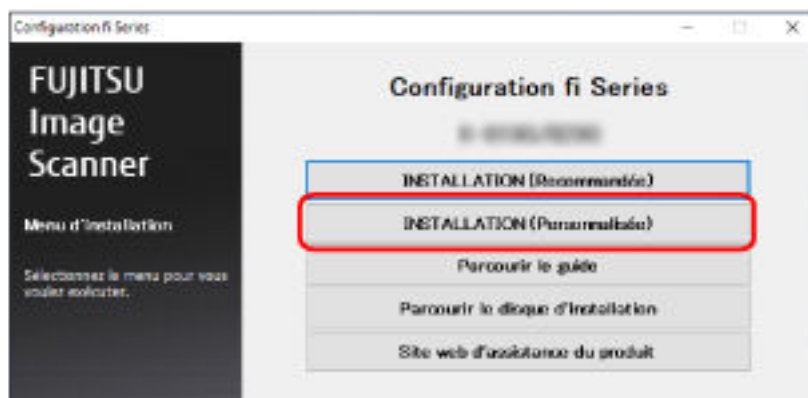 Configuration fi Series
FUJITSU
Image
Scanner
Menu d'installation
Sélectionnez le menu pour vous
voulez exécuter.
Configuration fi Series
INSTALLATION (Recommandée)
INSTALLATION (Personnalisée)
Parcourir le guide
Parcourir le disque d'installation
Site web d'assistance du produit